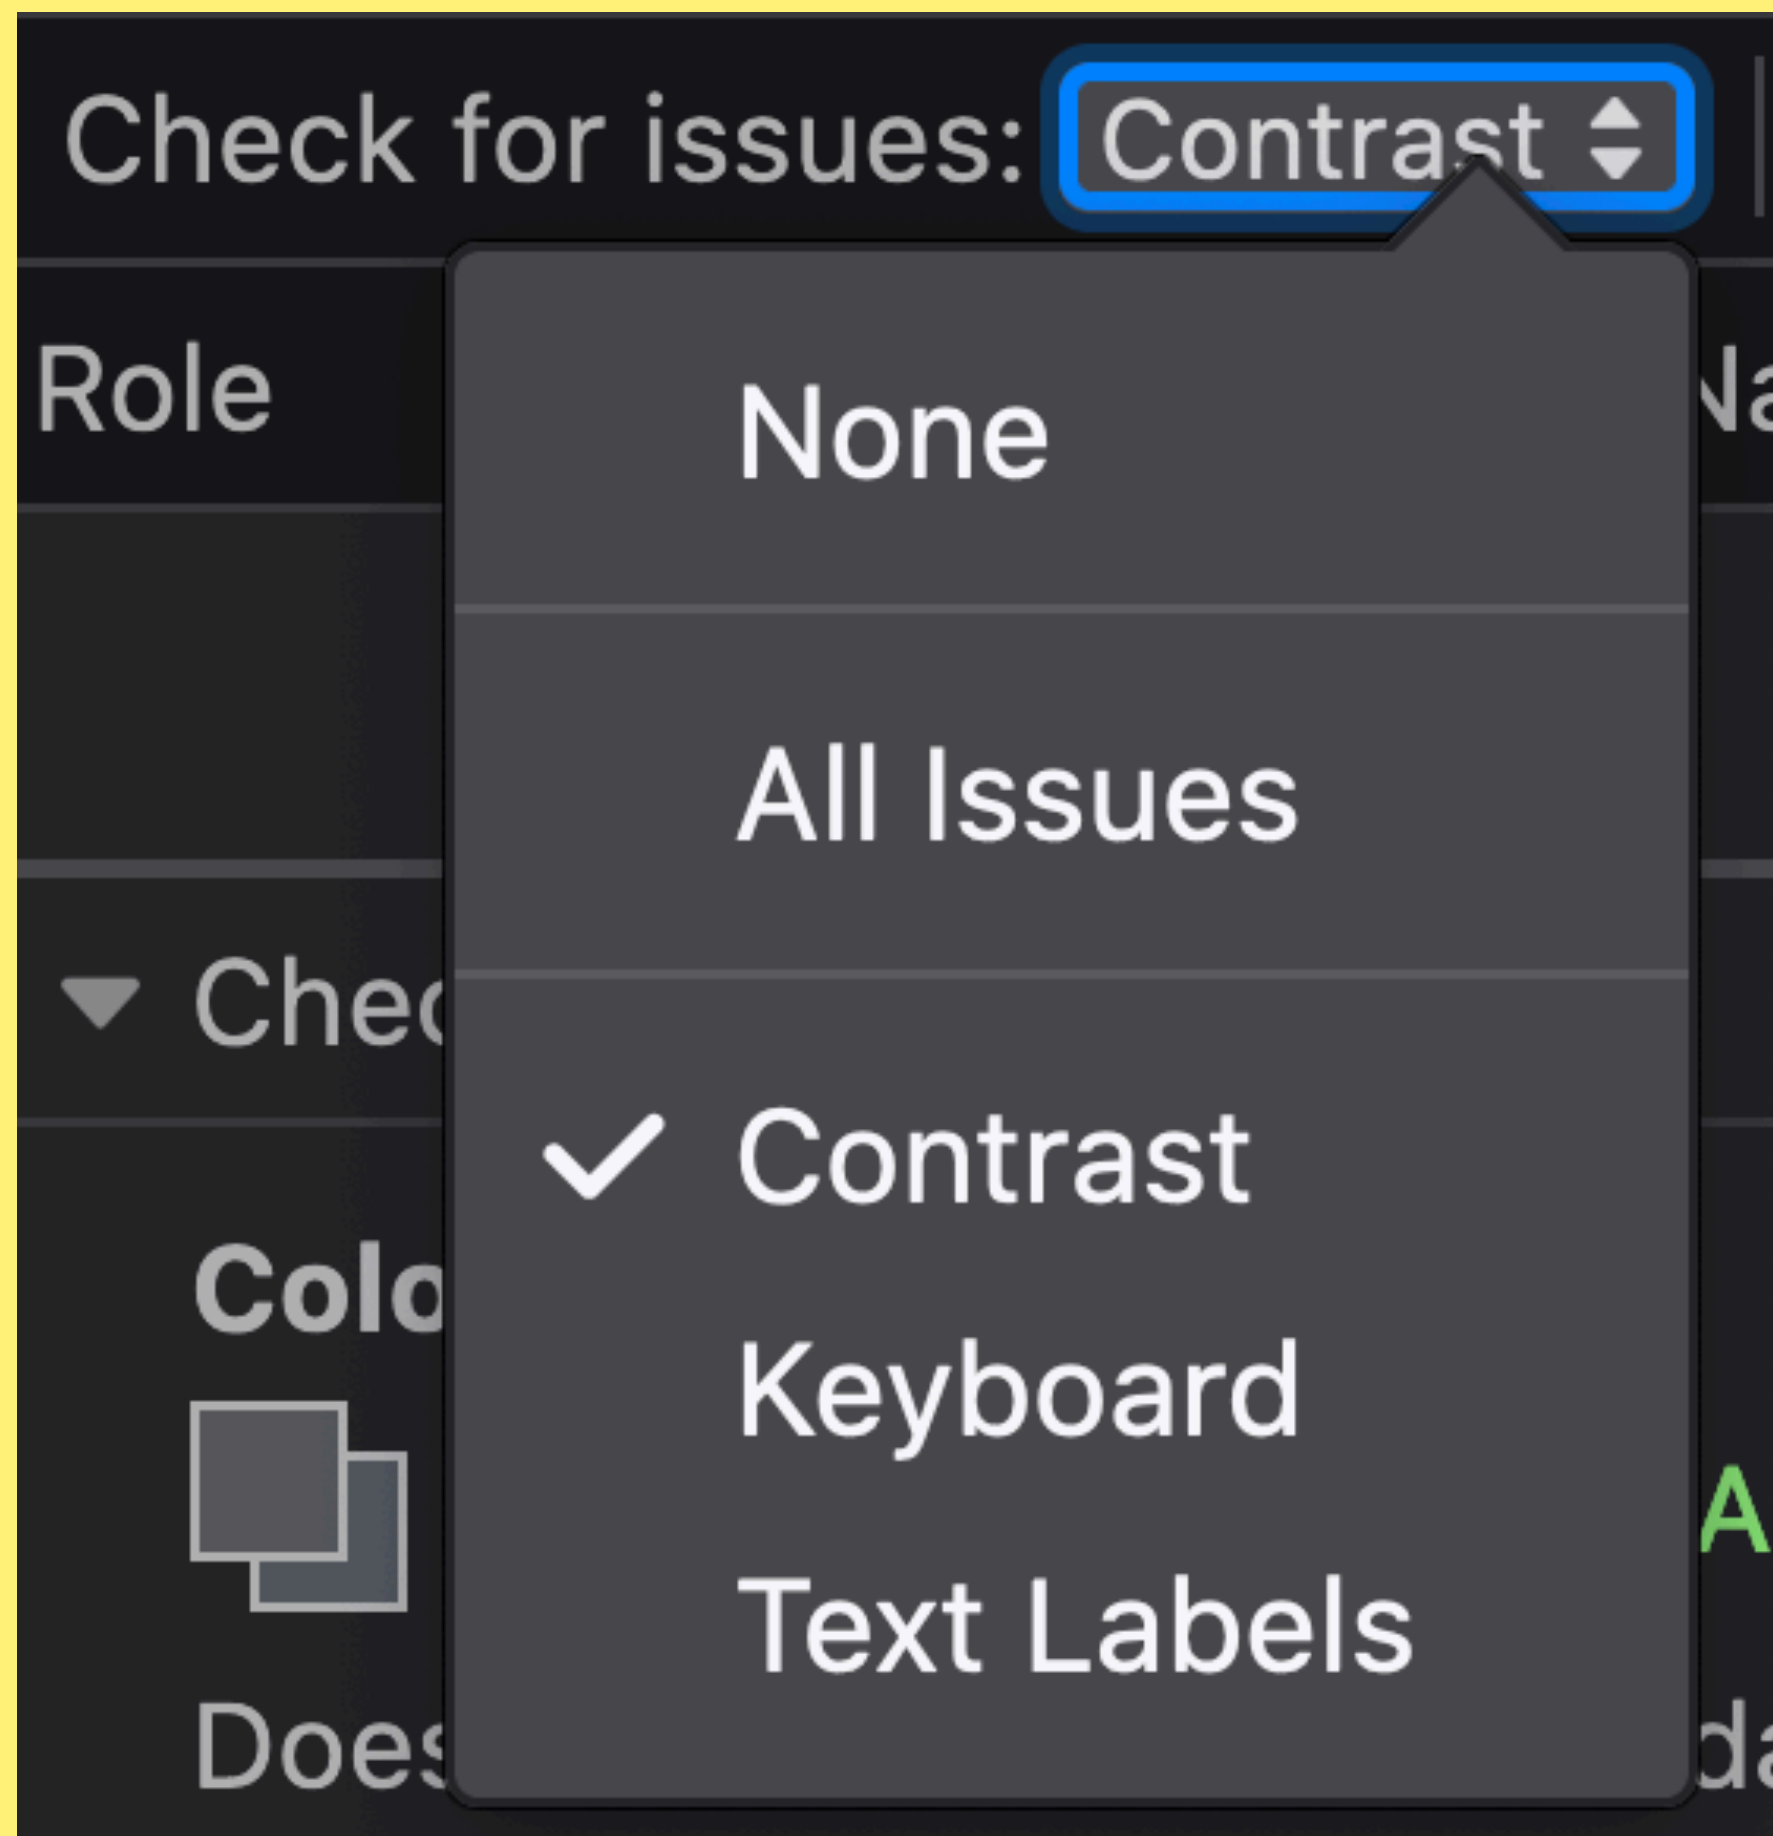 Check for issues: Contrast
Role
None
All Issues
Contrast
Keyboard
Text Labels